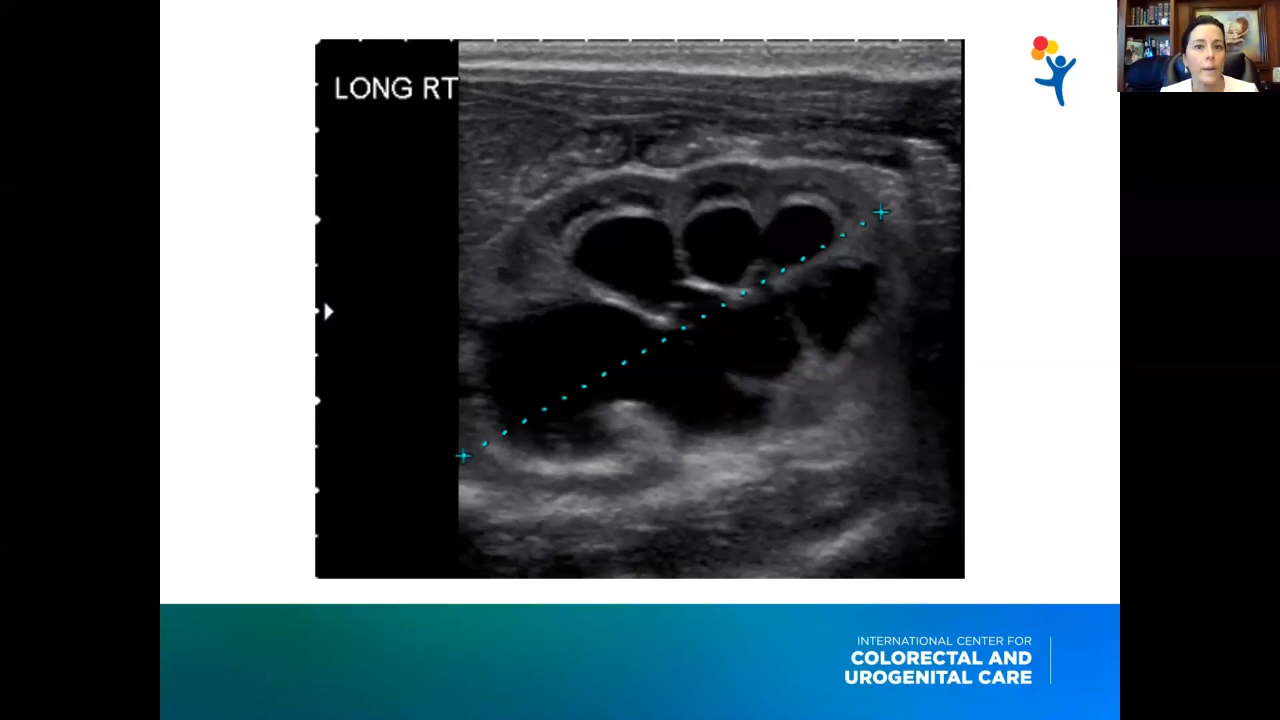 LONG RT
INTERNATIONAL CENTER FOR
COLORECTAL AND
UROGENITAL CARE